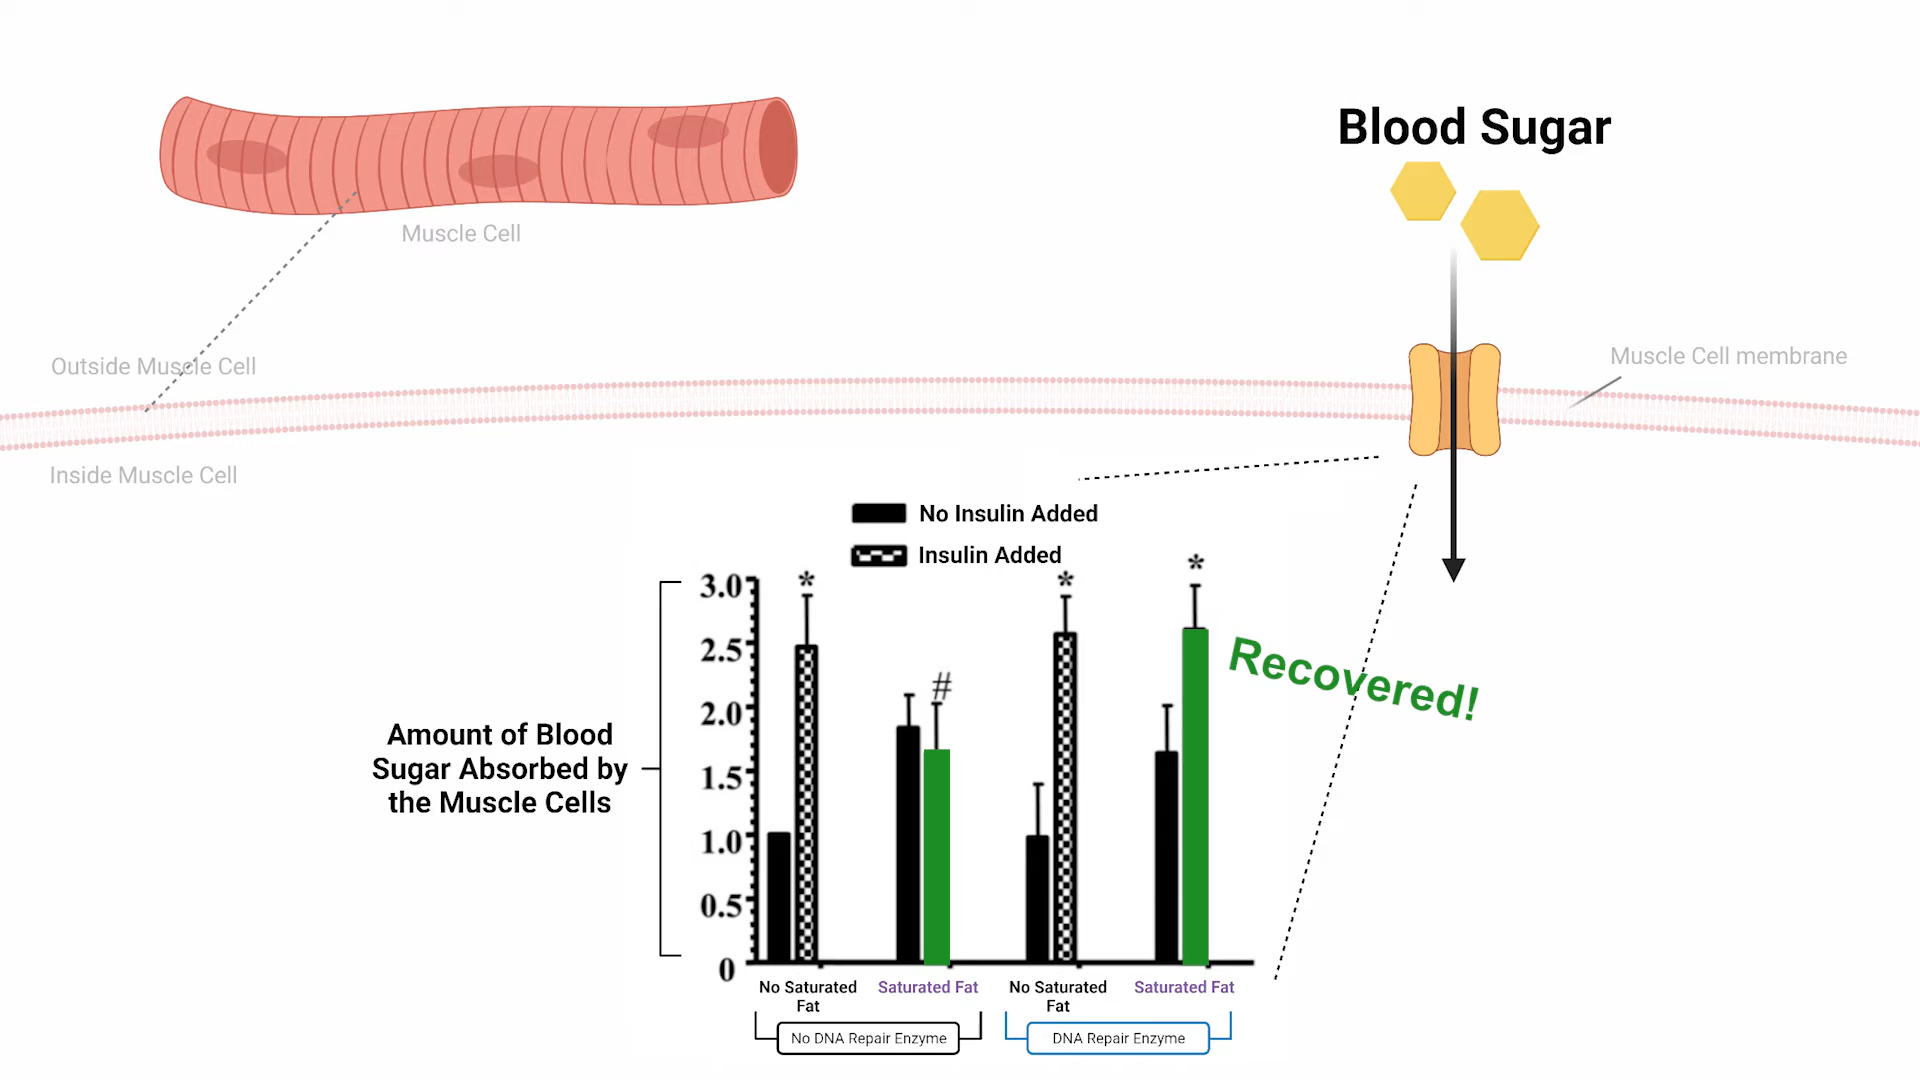 Blood Sugar
Muscle Cell
Outside Muscle Cell
Muscle Cell membrane
Inside Muscle Cell
No Insulin Added
Insulin Added
Amount of Blood
Sugar Absorbed by
the Muscle Cells
3.0
2.5
2.0
1.5
1.0
0.5
0
*
#
*
*
Recovered!
No Saturated
Fat
Saturated Fat
No Saturated
Fat
Saturated Fat
No DNA Repair Enzyme
DNA Repair Enzyme